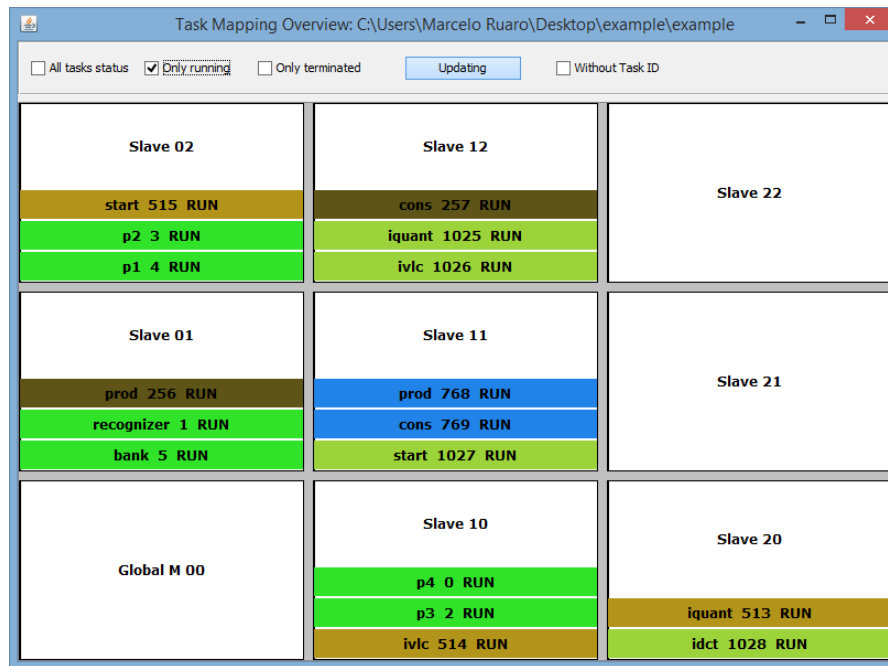 Task Mapping Overview: C:\Users\Marcelo Ruaro\Desktop\example\example
All tasks status Only running Only terminated Updating Without Task ID
Slave 02
start 515 RUN
p2 3 RUN
p1 4 RUN
Slave 12
cons 257 RUN
iquant 1025 RUN
ivlc 1026 RUN
Slave 22
Slave 01
prod 256 RUN
recognizer 1 RUN
bank 5 RUN
Slave 11
prod 768 RUN
cons 769 RUN
start 1027 RUN
Slave 21
Global M 00
Slave 10
p4 0 RUN
p3 2 RUN
ivlc 514 RUN
Slave 20
iquant 513 RUN
idct 1028 RUN